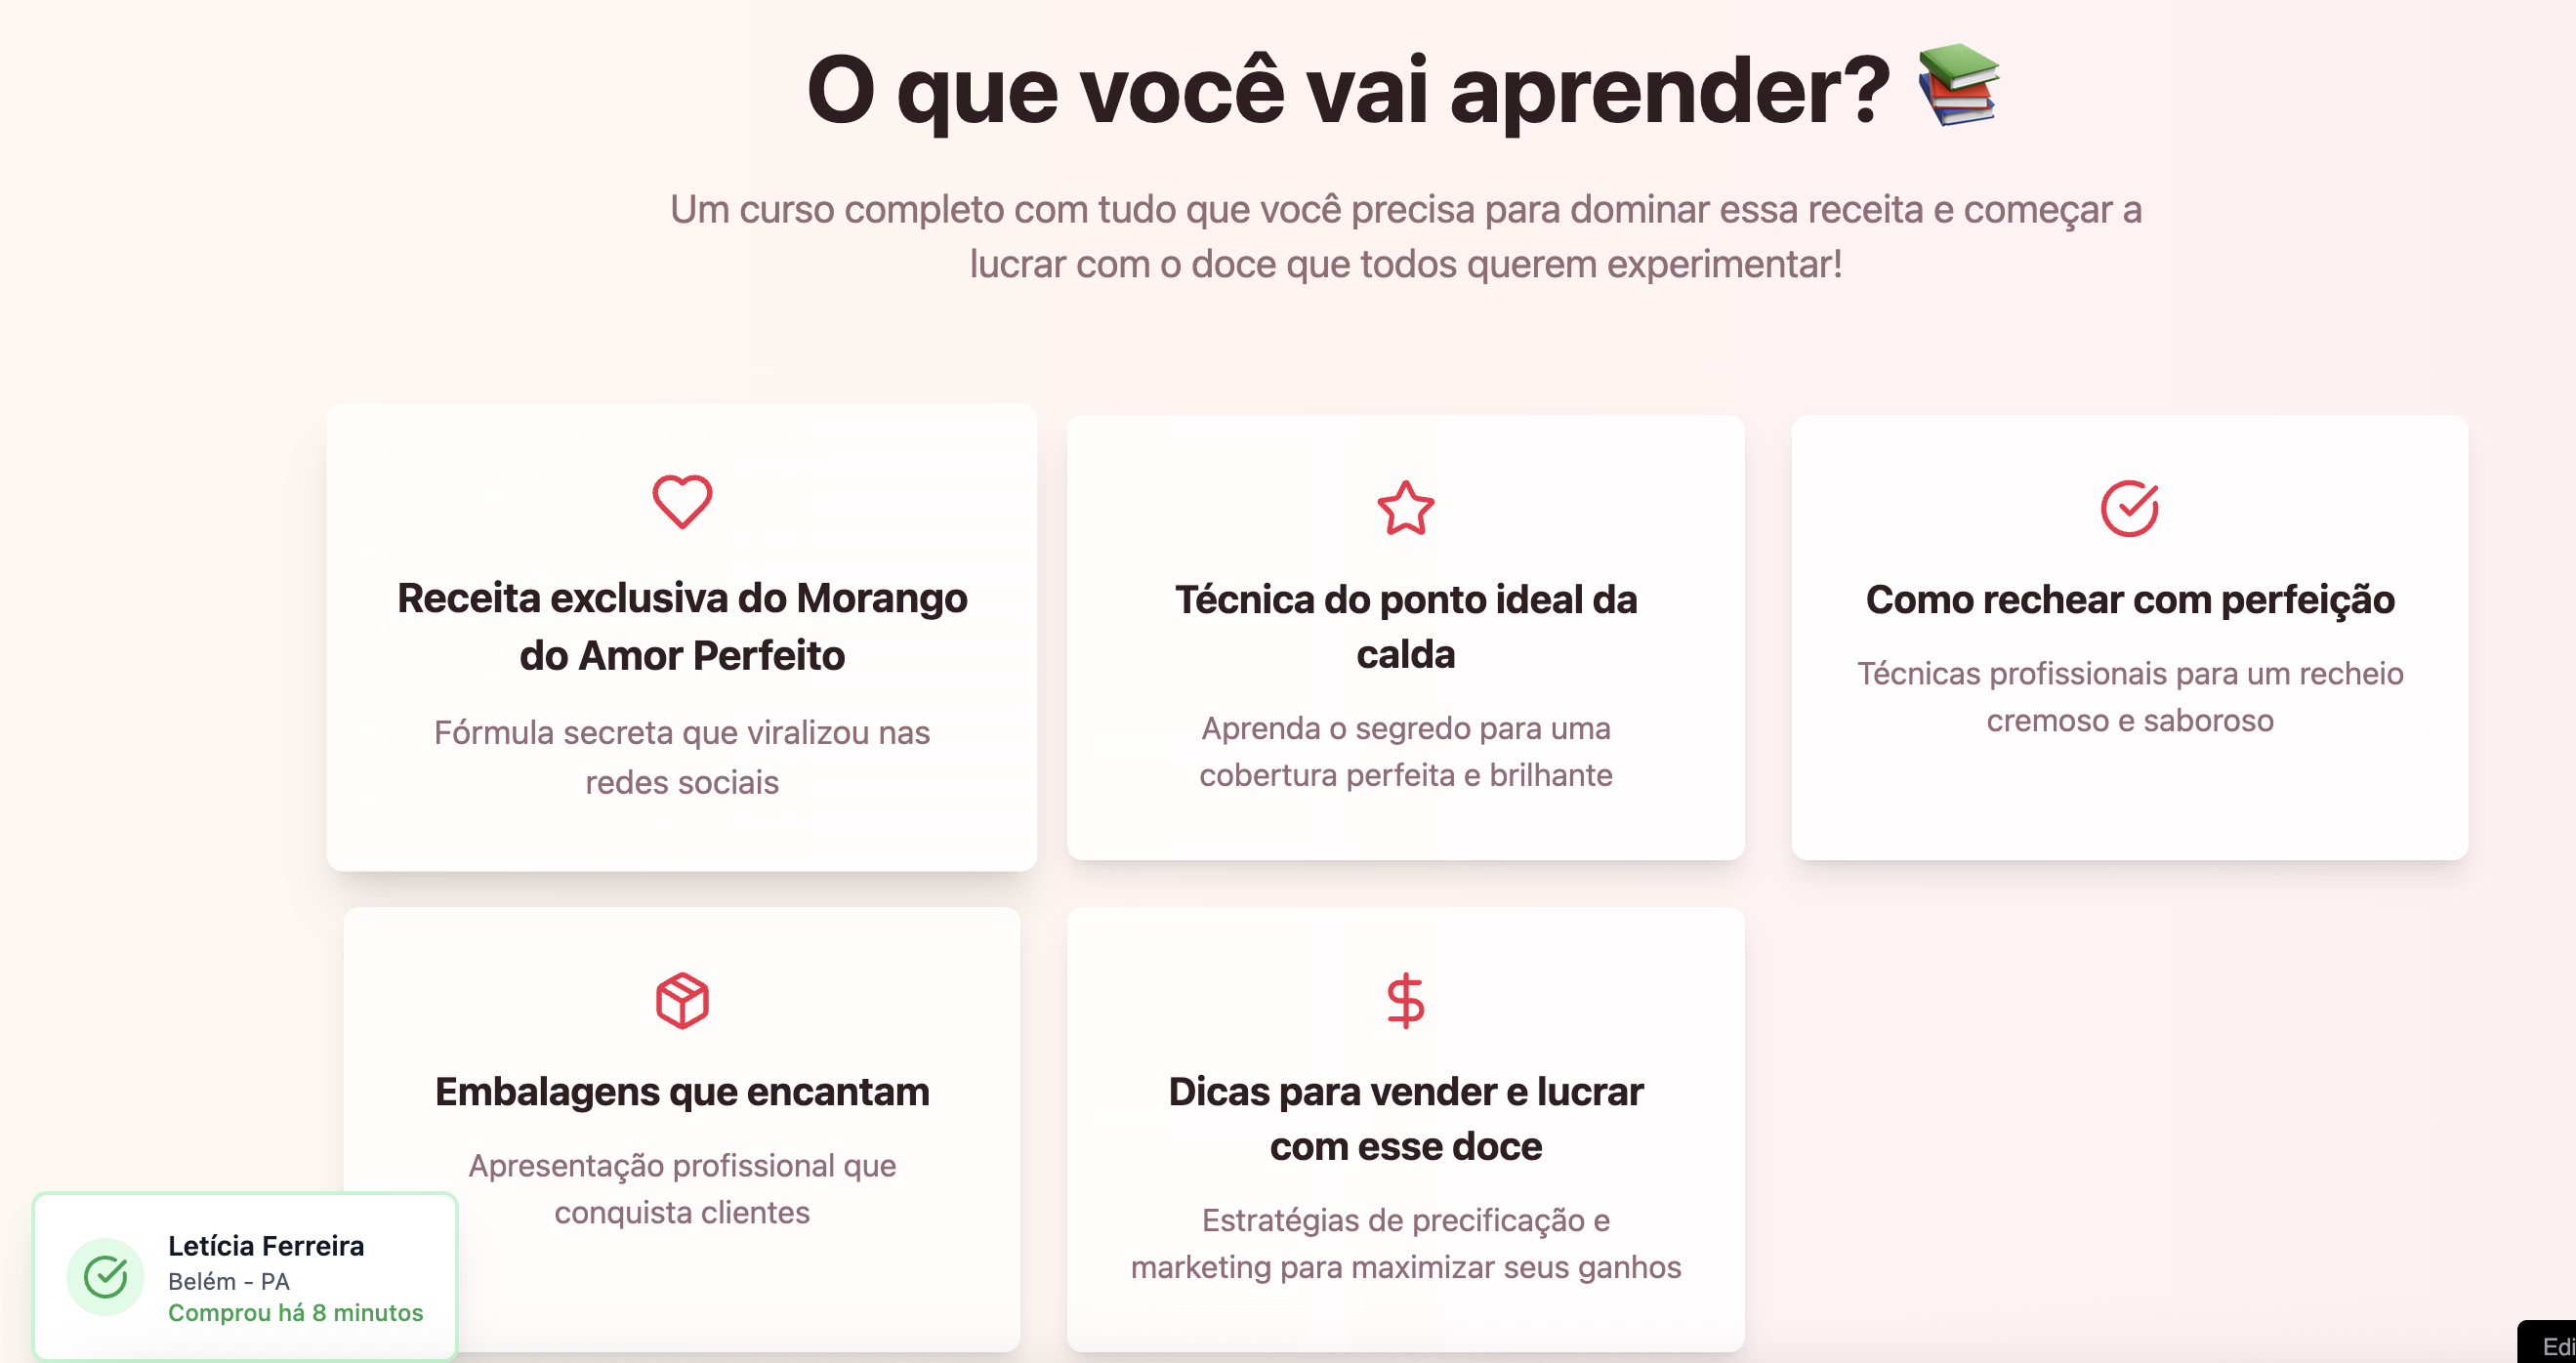 O que você vai aprender? 📚
Um curso completo com tudo que você precisa para dominar essa receita e começar a
lucrar com o doce que todos querem experimentar!
Receita exclusiva do Morango
do Amor Perfeito
Fórmula secreta que viralizou nas
redes sociais
Técnica do ponto ideal da
calda
Aprenda o segredo para uma
cobertura perfeita e brilhante
Como rechear com perfeição
Técnicas profissionais para um recheio
cremoso e saboroso
Embalagens que encantam
Apresentação profissional que
conquista clientes
Dicas para vender e lucrar
com esse doce
Estratégias de precificação e
marketing para maximizar seus ganhos
Letícia Ferreira
Belém - PA
Comprou há 8 minutos